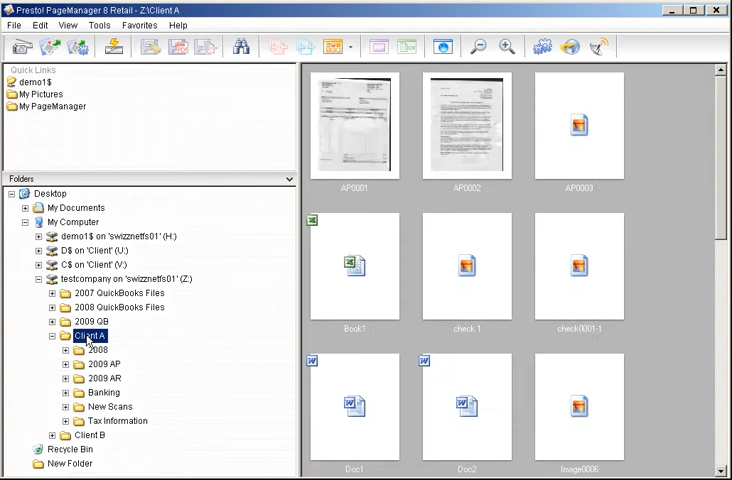 Presto! PageManager 8 Retail - Z:\Client A
File Edit View Tools Favorites Help
Quick Links
demo1$
My Pictures
My PageManager
Folders
Desktop
My Documents
My Computer
demo1$ on 'swizznetfs01' (H:)
D$ on 'Client' (U:)
C$ on 'Client' (V:)
testcompany on 'swizznetfs01' (Z:)
2007 QuickBooks Files
2008 QuickBooks Files
2009 QB
Client A
2008
2009 AP
2009 AR
Banking
New Scans
Tax Information
Client B
Recycle Bin
New Folder
AP0001 AP0002 AP0003
Book1 check 1 check0001-1
Doc1 Doc2 Image0006